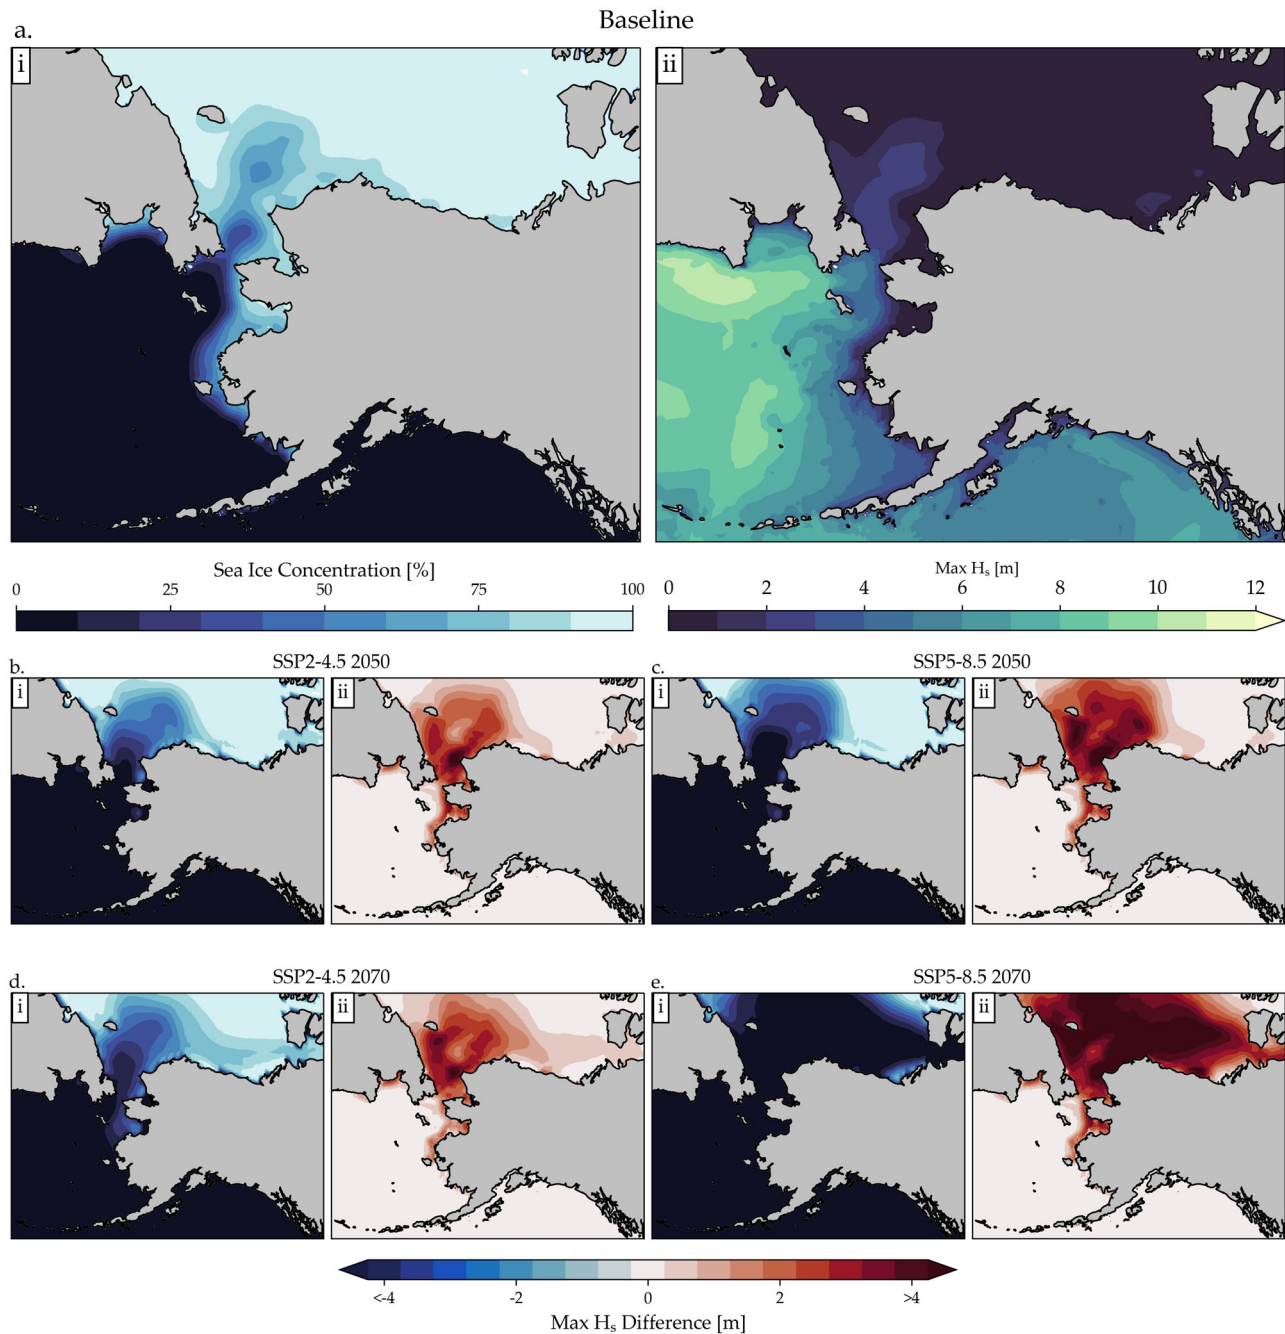 Baseline
a.
i
ii
Sea Ice Concentration [%]
0 25 50 75 100
Max Hₛ [m]
0 2 4 6 8 10 12
b.
SSP2-4.5 2050
i
ii
c.
SSP5-8.5 2050
i
ii
d.
SSP2-4.5 2070
i
ii
e.
SSP5-8.5 2070
i
ii
<-4 -2 0 2 >4
Max Hₛ Difference [m]